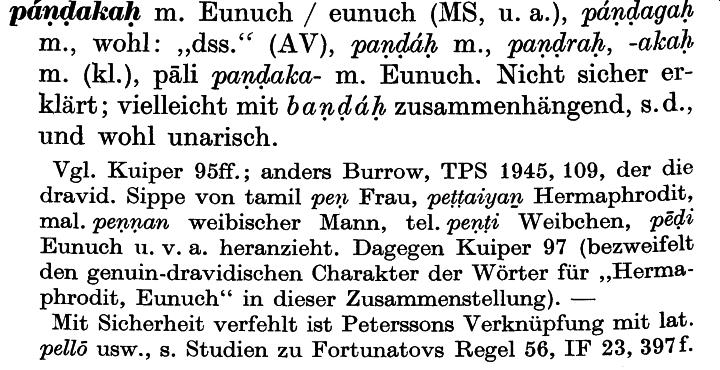 páṇḍakaḥ m. Eunuch / eunuch (MS, u. a.), páṇḍagaḥ
m., wohl: „dss.“ (AV), paṇḍáḥ m., paṇḍraḥ, -akaḥ
m. (kl.), pāli paṇḍaka- m. Eunuch. Nicht sicher er-
klärt; vielleicht mit baṇḍáḥ zusammenhängend, s. d.,
und wohl unarisch.
Vgl. Kuiper 95ff.; anders Burrow, TPS 1945, 109, der die
dravid. Sippe von tamil peṇ Frau, peṭṭaiyaṉ Hermaphrodit,
mal. peṇṇan weibischer Mann, tel. peṇṭi Weibchen, pēḍi
Eunuch u. v. a. heranzieht. Dagegen Kuiper 97 (bezweifelt
den genuin-dravidischen Charakter der Wörter für „Herma-
phrodit, Eunuch“ in dieser Zusammenstellung). —
Mit Sicherheit verfehlt ist Peterssons Verknüpfung mit lat.
pellō usw., s. Studien zu Fortunatovs Regel 56, IF 23, 397f.